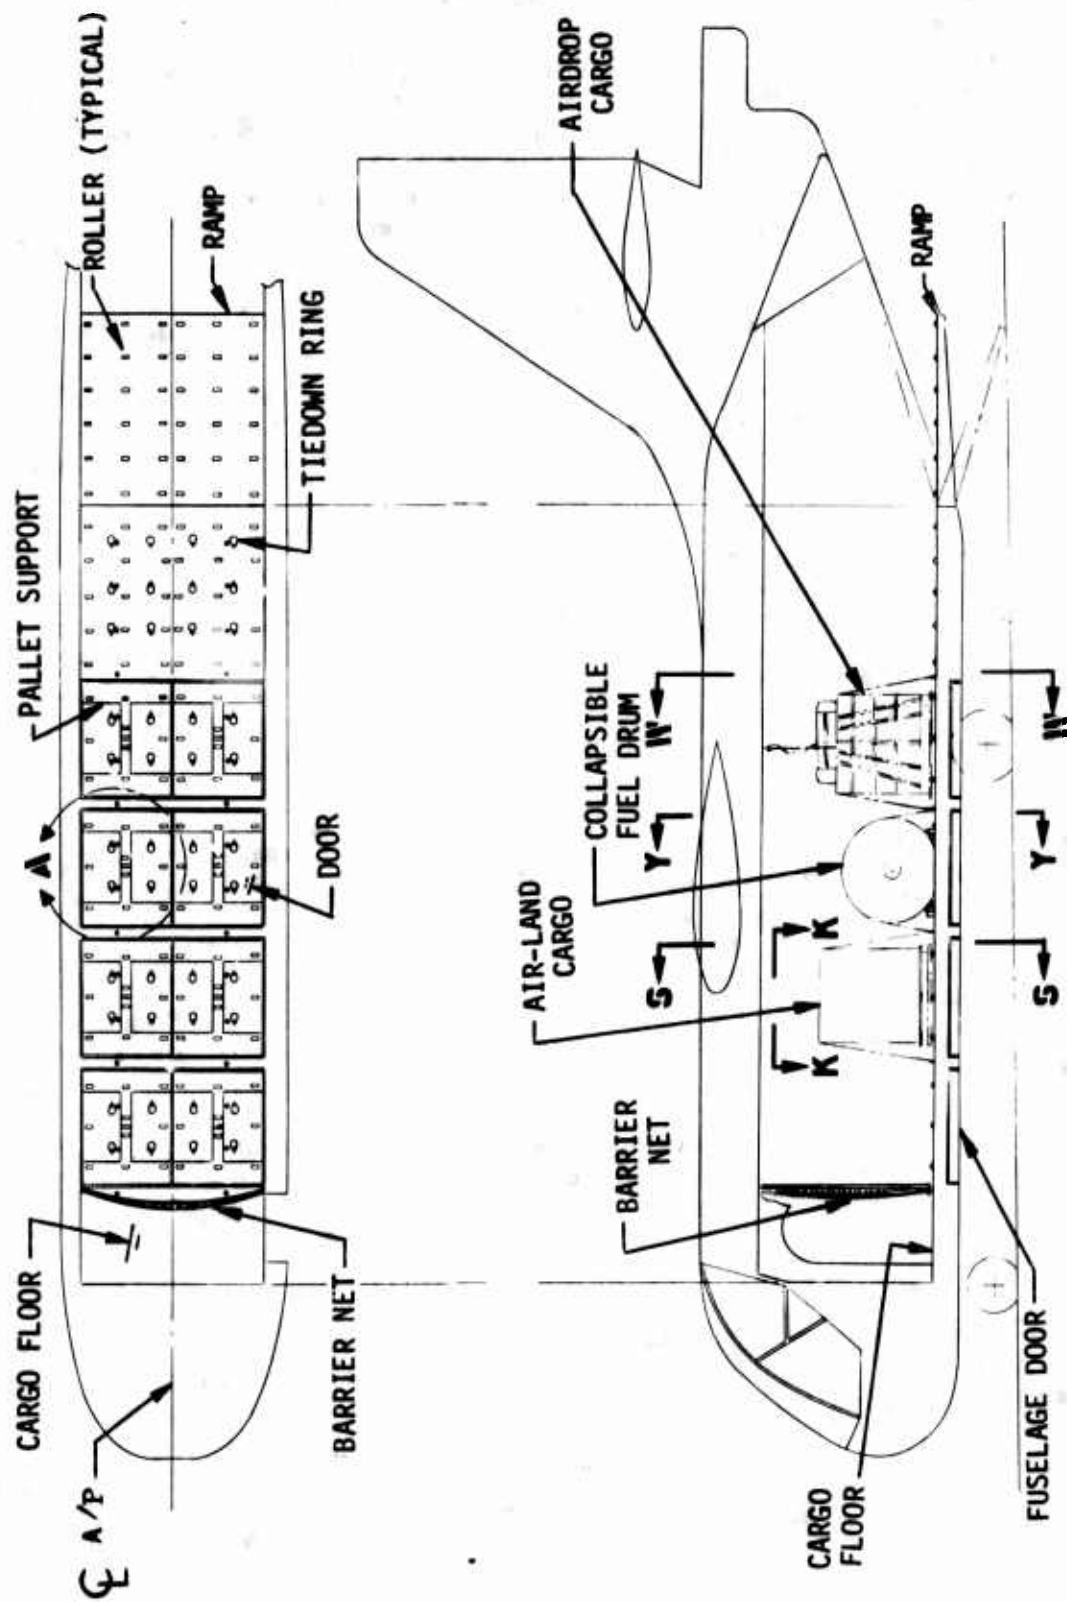 PALLET SUPPORT
ROLLER (TYPICAL)
CARGO FLOOR
A
RAMP
℄ A/P
BARRIER NET
DOOR
TIEDOWN RING
AIRDROP
CARGO
COLLAPSIBLE
FUEL DRUM
AIR-LAND
CARGO
BARRIER
NET
S
Y
W
K
K
RAMP
CARGO
FLOOR
FUSELAGE DOOR
S
Y
W